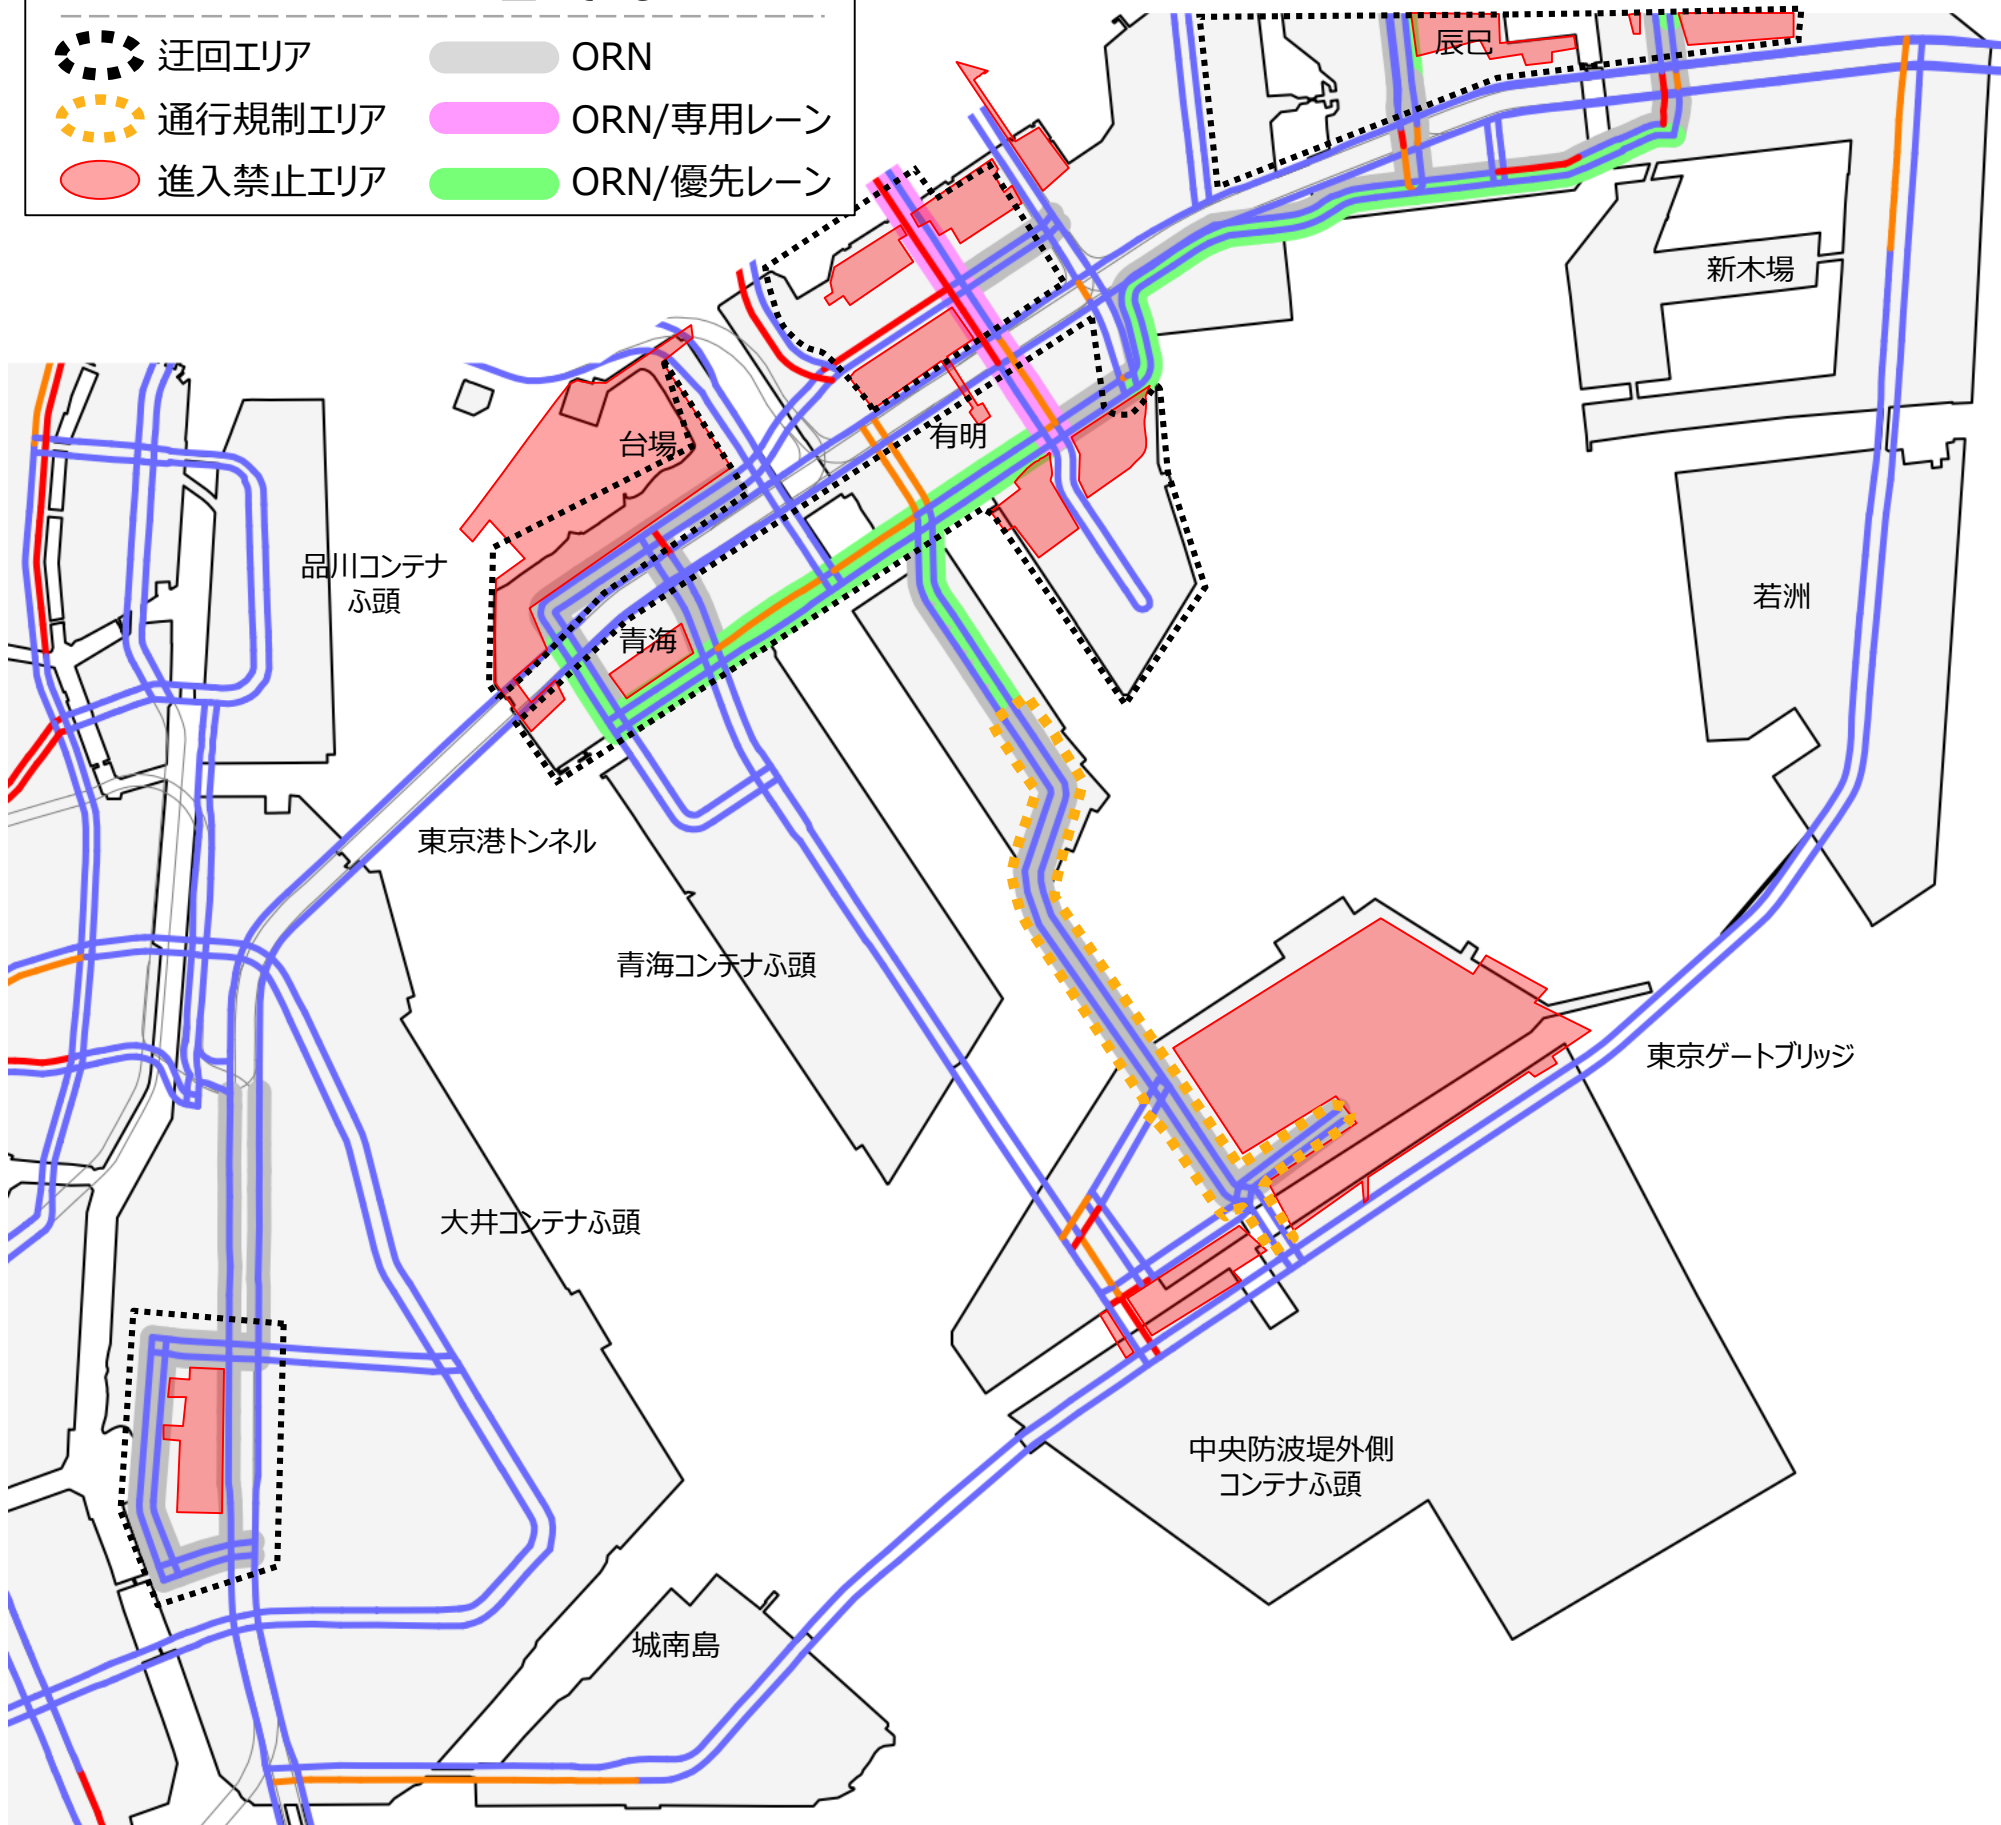 迂回エリア
ORN
通行規制エリア
ORN/専用レーン
進入禁止エリア
ORN/優先レーン
辰巳
新木場
台場
有明
品川コンテナ
ふ頭
青海
若洲
東京港トンネル
青海コンテナふ頭
東京ゲートブリッジ
大井コンテナふ頭
中央防波堤外側
コンテナふ頭
城南島